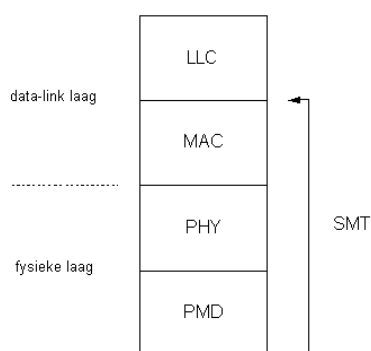 LLC
data-link laag
MAC
PHY
SMT
fysieke laag
PMD